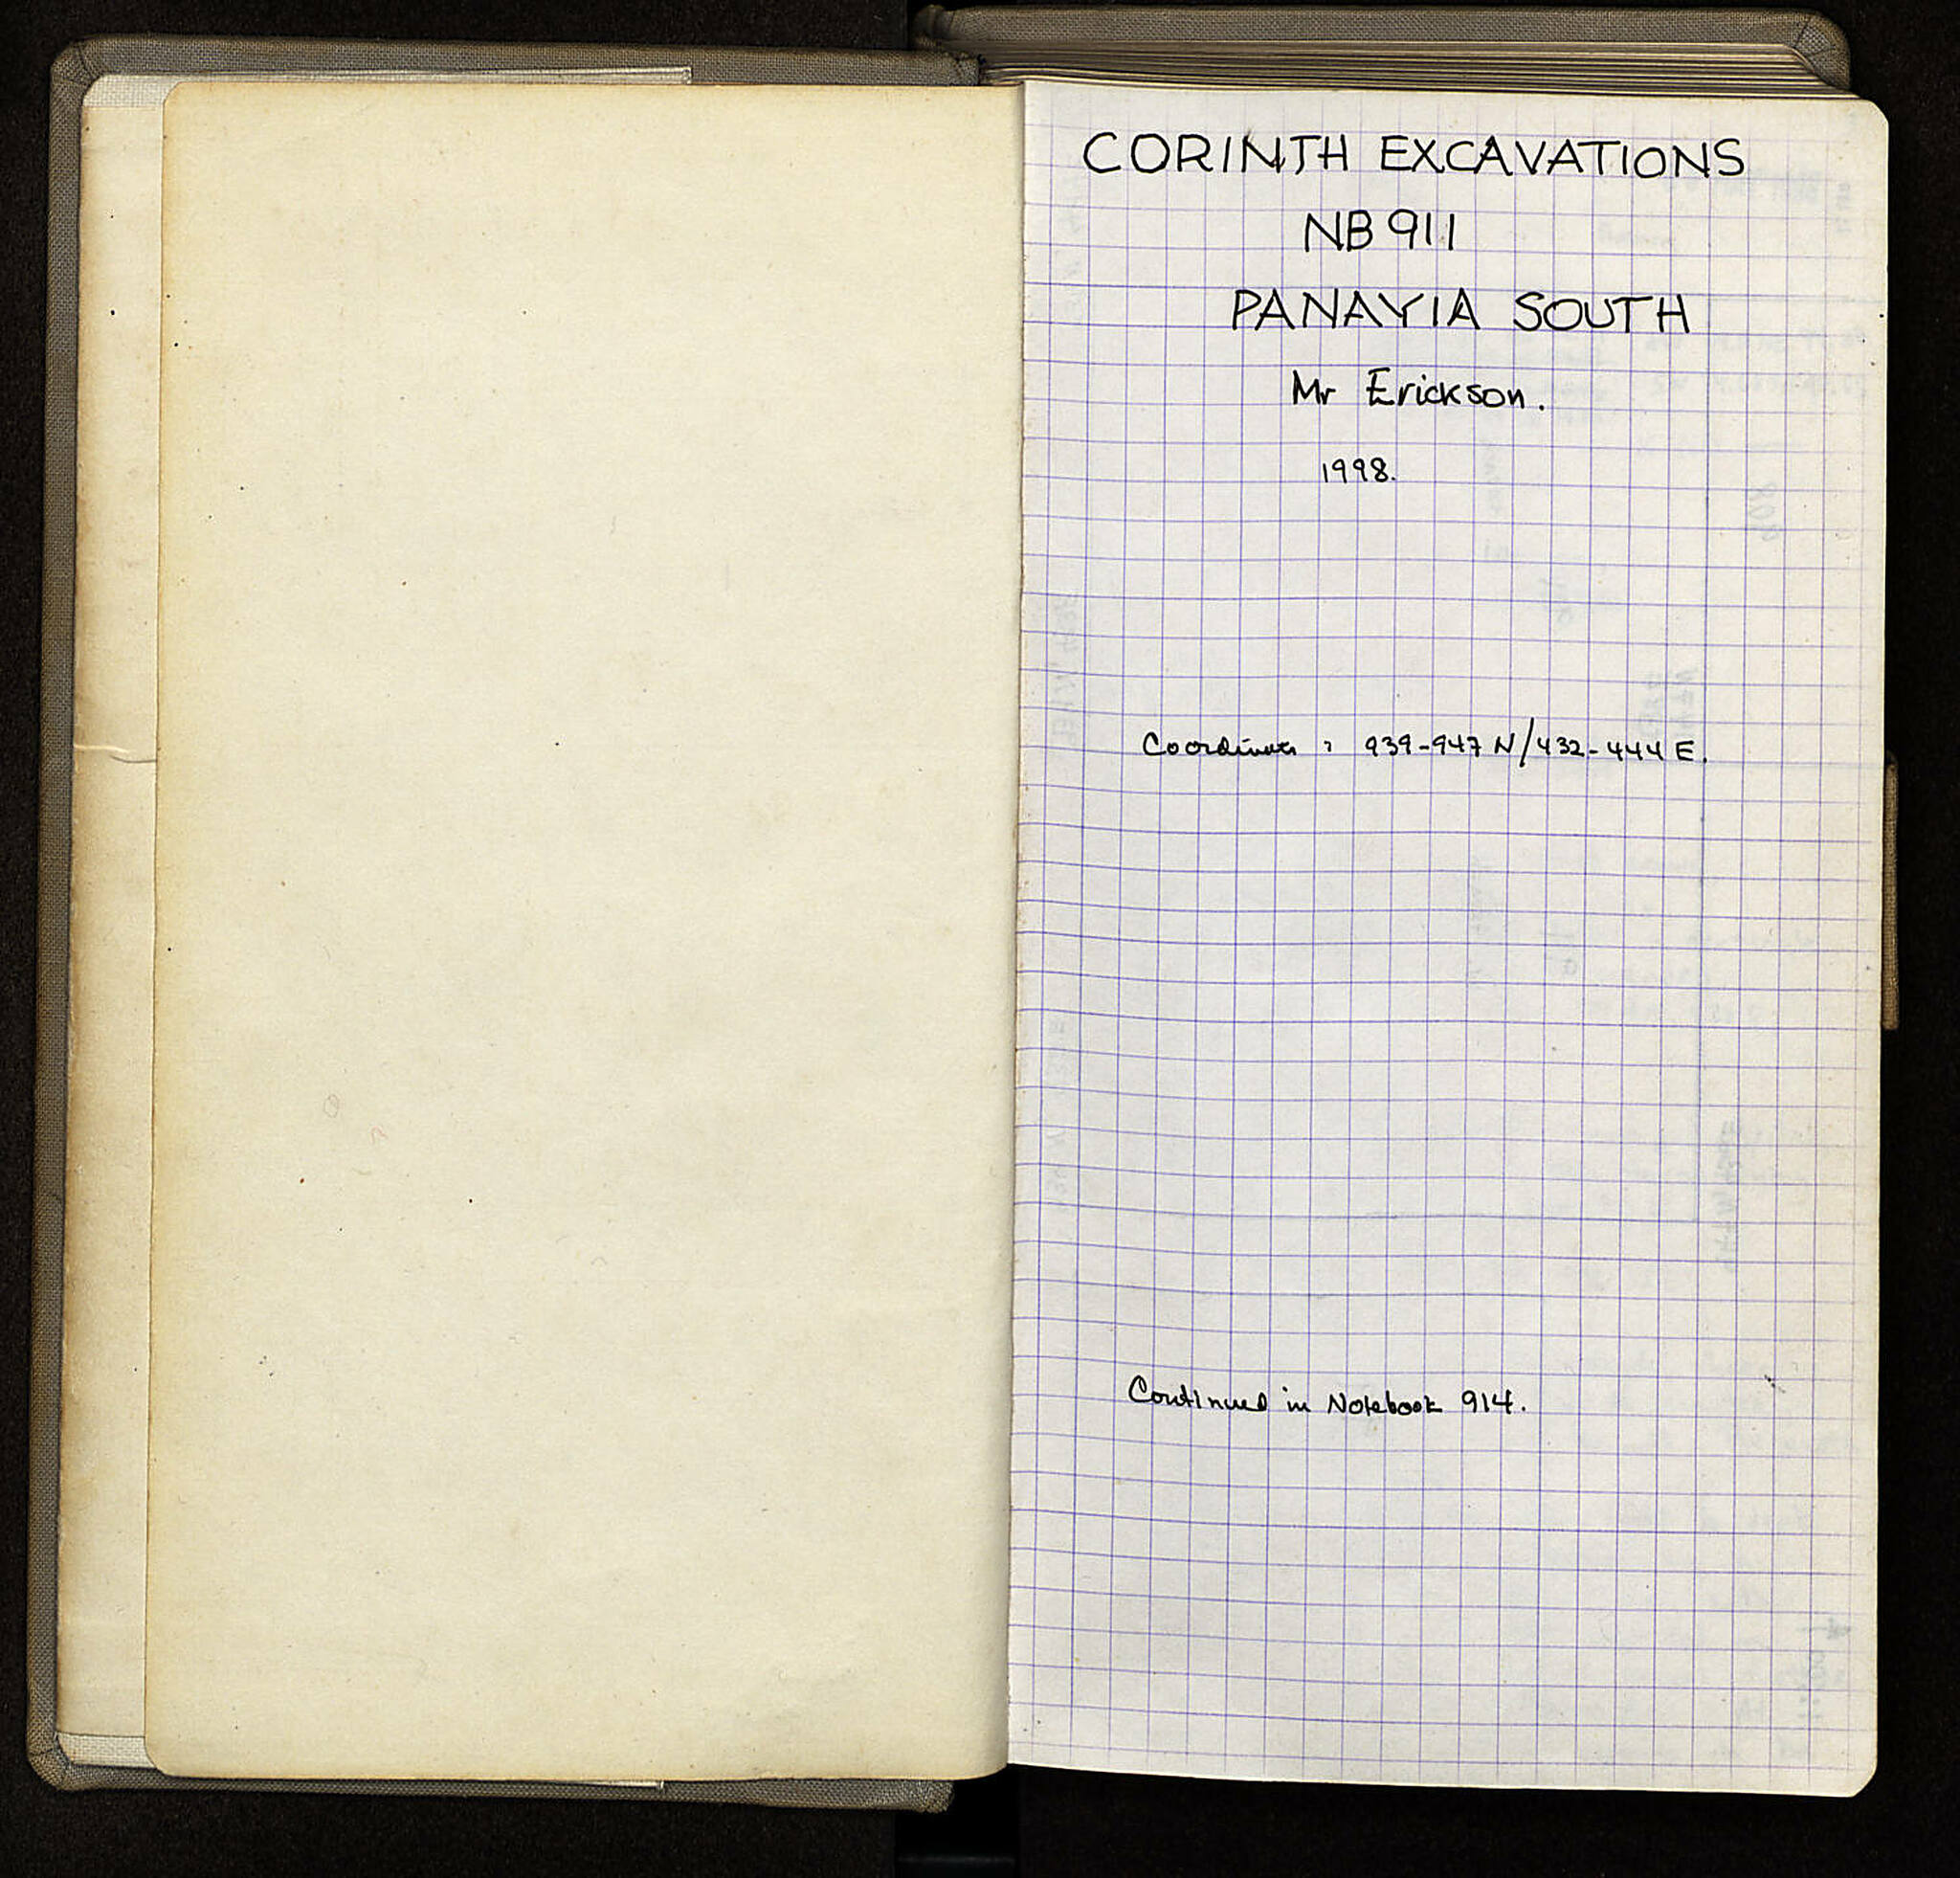 CORINTH EXCAVATIONS
NB 911
PANAYIA SOUTH
Mr Erickson.
1998.
Coordinates : 939-947 N/432-444 E.
Continued in Notebook 914.